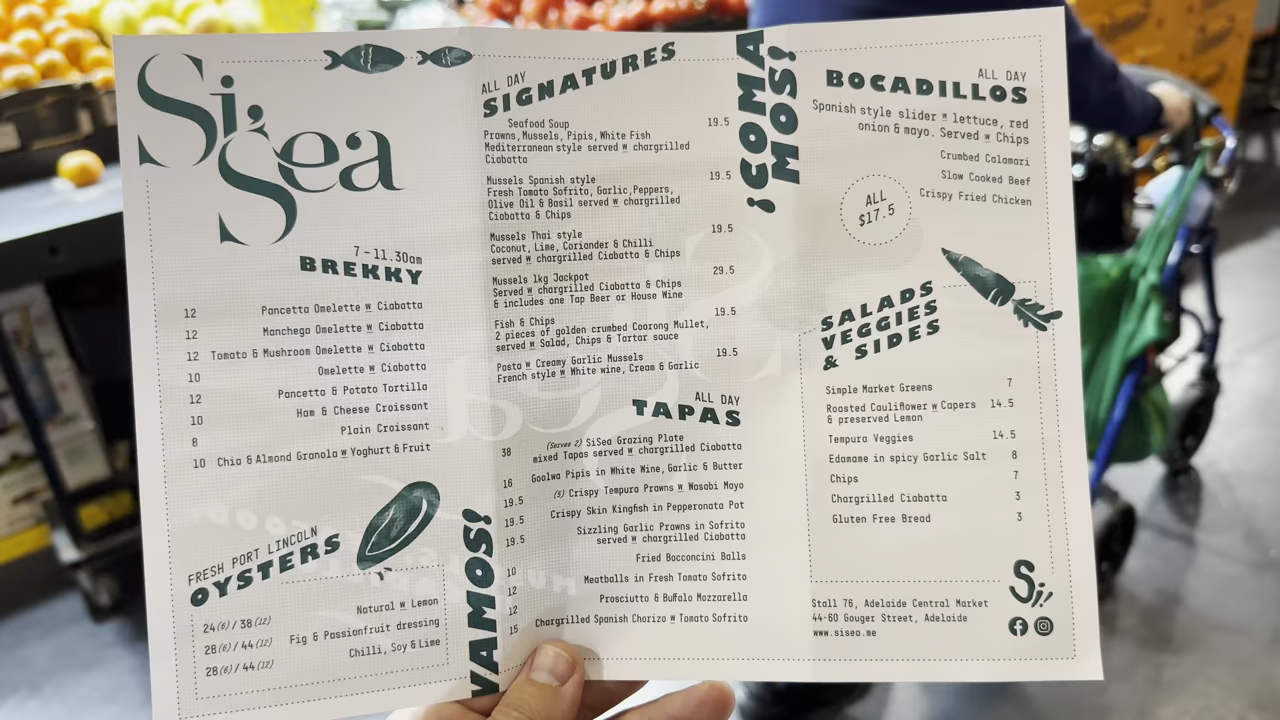 Si;
Sea
7-11.30am
BREKKY
12 Pancetta Omelette w Ciabatta
12 Manchego Omelette w Ciabatta
12 Tomato & Mushroom Omelette w Ciabatta
10 Omelette w Ciabatta
12 Pancetta & Potato Tortilla
10 Ham & Cheese Croissant
8 Plain Croissant
10 Chia & Almond Granola w Yoghurt & Fruit
FRESH PORT LINCOLN
OYSTERS
24(6) / 38(12) Natural w Lemon
28(6) / 44(12) Fig & Passionfruit dressing
28(6) / 44(12) Chilli, Soy & Lime
VAMOS!
ALL DAY
SIGNATURES
Seafood Soup 19.5
Prawns, Mussels, Pipis, White Fish
Mediterranean style served w chargrilled
Ciabatta
Mussels Spanish style 19.5
Fresh Tomato Sofrito, Garlic, Peppers,
Olive Oil & Basil served w chargrilled
Ciabatta & Chips
Mussels Thai style 19.5
Coconut, Lime, Coriander & Chilli
served w chargrilled Ciabatta & Chips
Mussels 1kg Jackpot 29.5
Served w chargrilled Ciabatta & Chips
& includes one Tap Beer or House Wine
Fish & Chips 19.5
2 pieces of golden crumbed Coorong Mullet,
served w Salad, Chips & Tartar sauce
Pasta w Creamy Garlic Mussels 19.5
French style w White wine, Cream & Garlic
ALL DAY
TAPAS
(Serves 2) SiSea Grazing Plate
38 mixed Tapas served w chargrilled Ciabatta
16 Goolwa Pipis in White Wine, Garlic & Butter
19.5 (5) Crispy Tempura Prawns w Wasabi Mayo
19.5 Crispy Skin Kingfish in Pepperonata Pot
19.5 Sizzling Garlic Prawns in Sofrito
served w chargrilled Ciabatta
10 Fried Bocconcini Balls
12 Meatballs in Fresh Tomato Sofrito
12 Prosciutto & Buffalo Mozzarella
15 Chargrilled Spanish Chorizo w Tomato Sofrito
¡COMA
MOS!
ALL DAY
BOCADILLOS
Spanish style slider w lettuce, red
onion & mayo. Served w Chips
Crumbed Calamari
Slow Cooked Beef
Crispy Fried Chicken
ALL
$17.5
SALADS
VEGGIES
& SIDES
Simple Market Greens 7
Roasted Cauliflower w Capers 14.5
& preserved Lemon
Tempura Veggies 14.5
Edamame in spicy Garlic Salt 8
Chips 7
Chargrilled Ciabatta 3
Gluten Free Bread 3
Stall 76, Adelaide Central Market
44-60 Gouger Street, Adelaide
www.sisea.me
Si;!